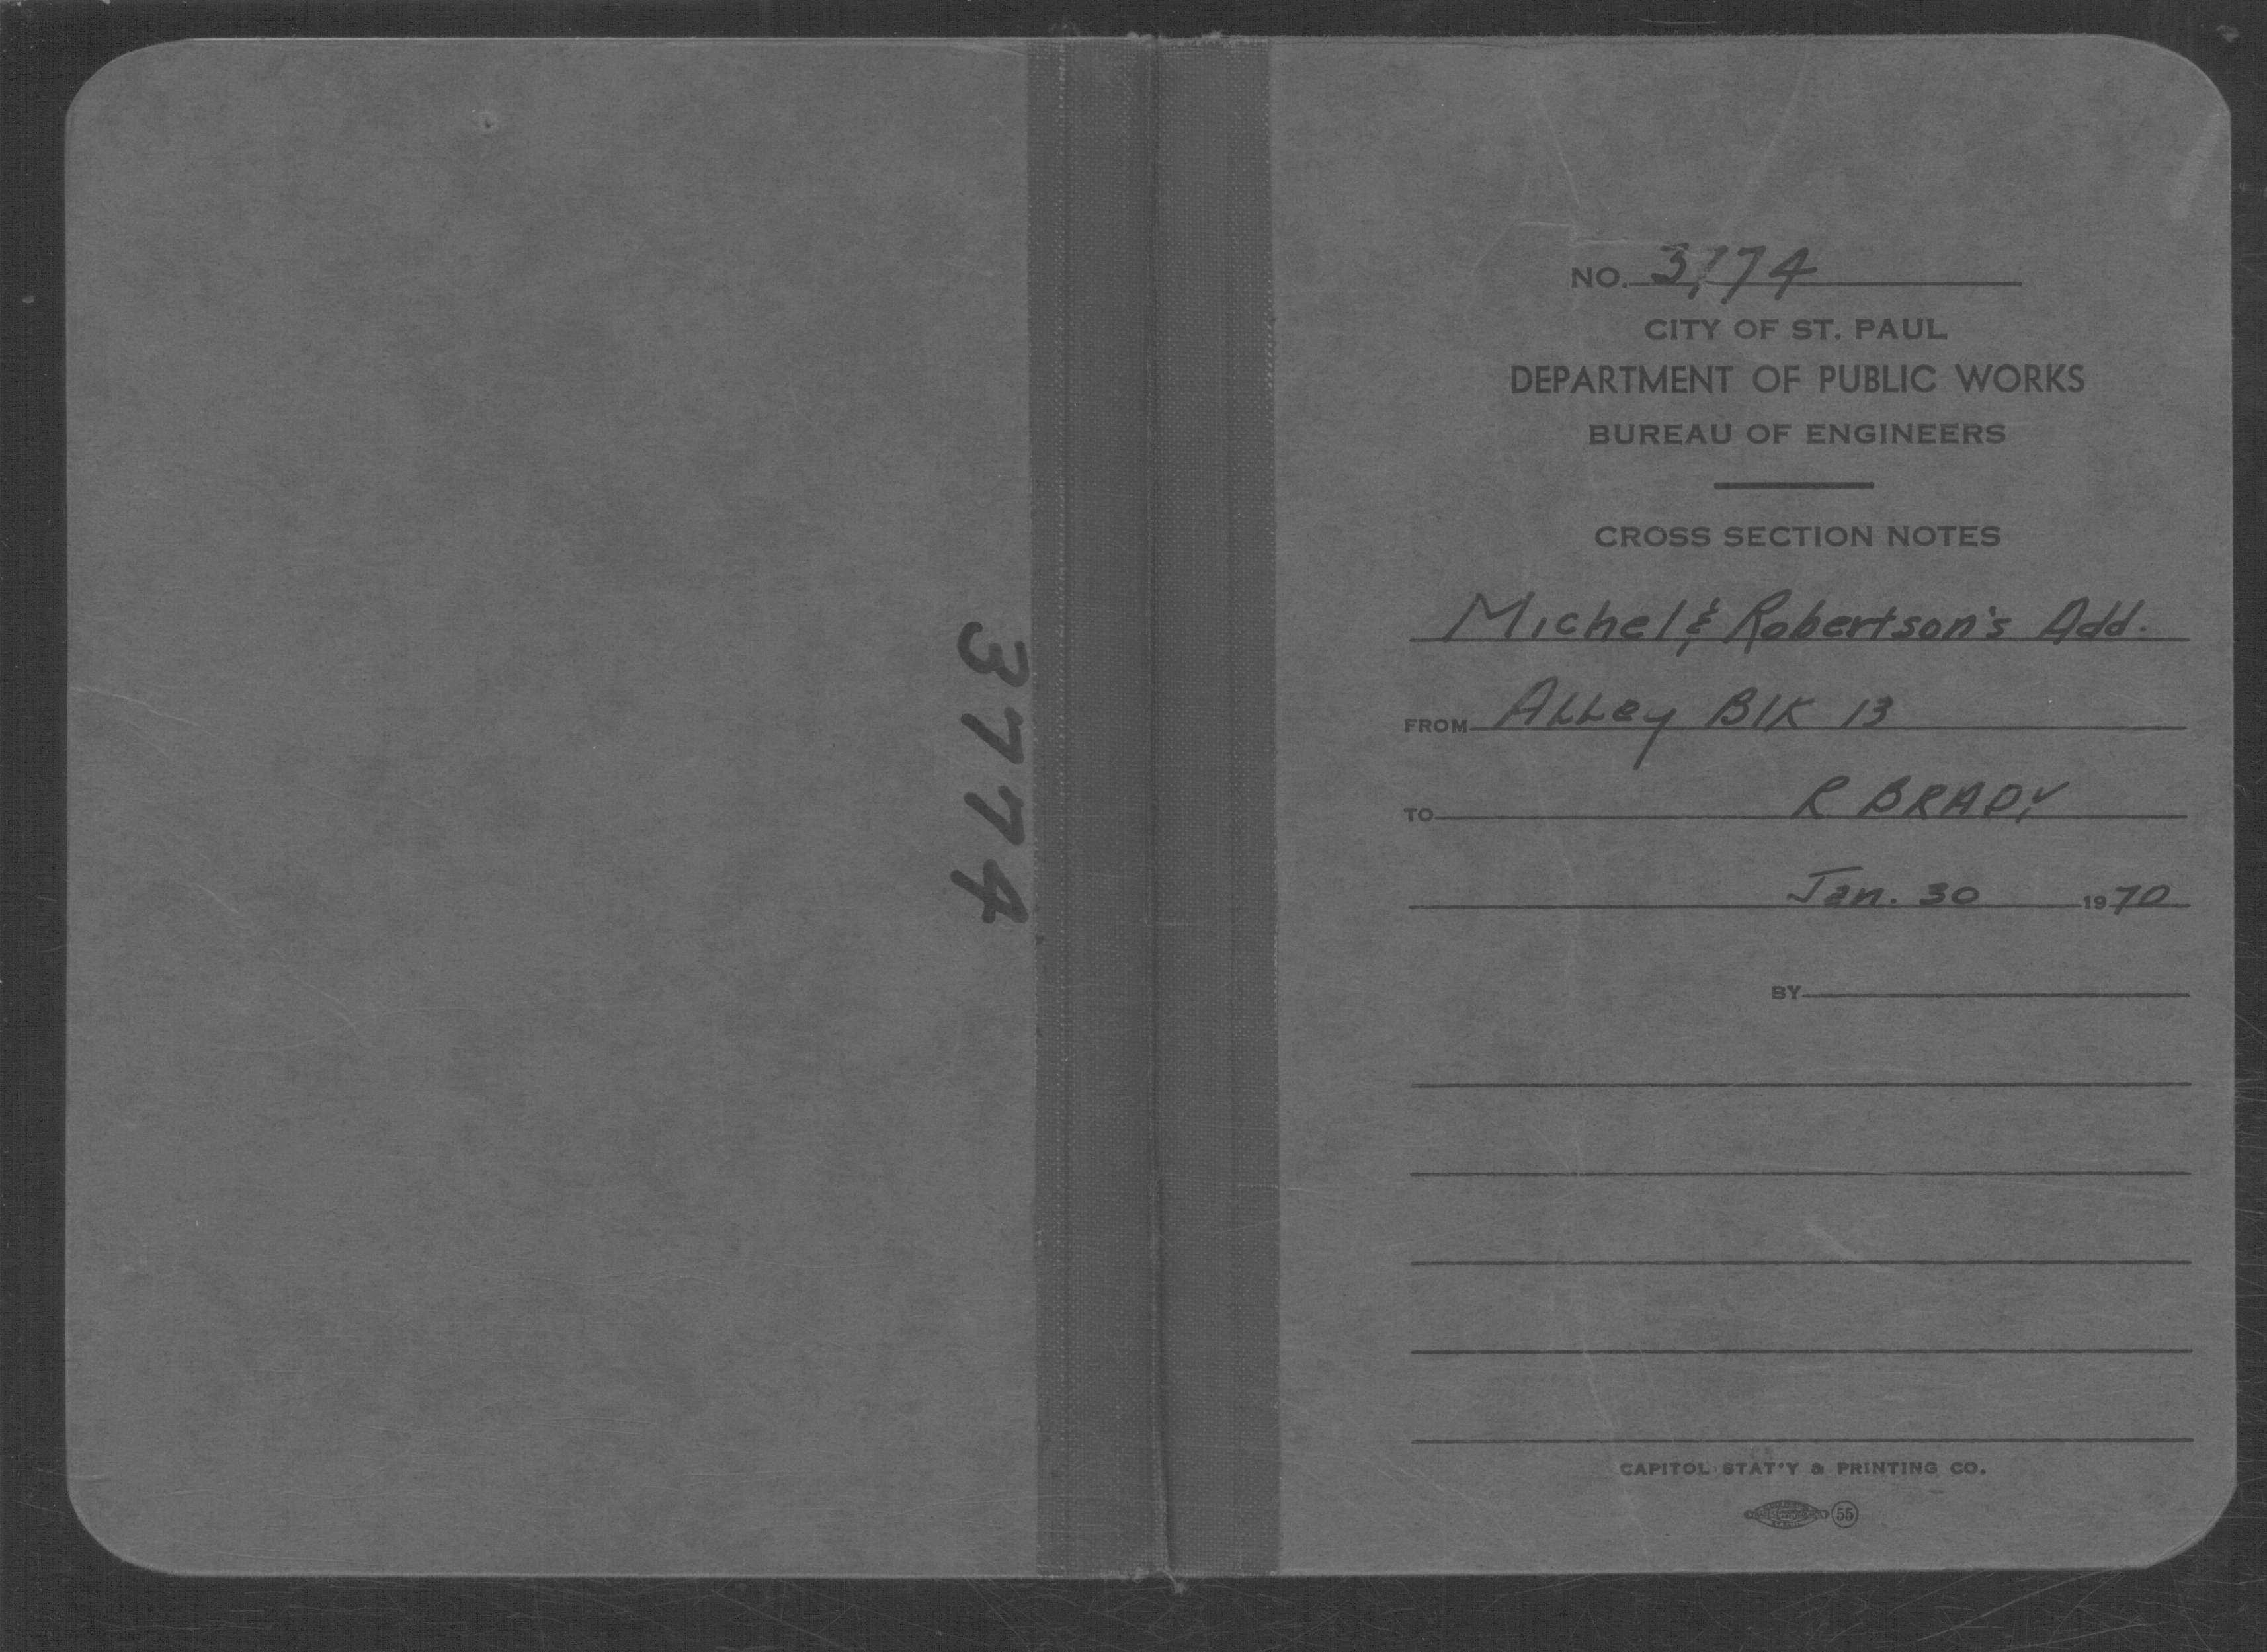 3774
NO. 3774
CITY OF ST. PAUL
DEPARTMENT OF PUBLIC WORKS
BUREAU OF ENGINEERS
CROSS SECTION NOTES
Michel & Robertson's Add.
FROM Alley Blk 13
TO R. BRADY
Jan. 30 1970
BY
CAPITOL STAT'Y & PRINTING CO.
55